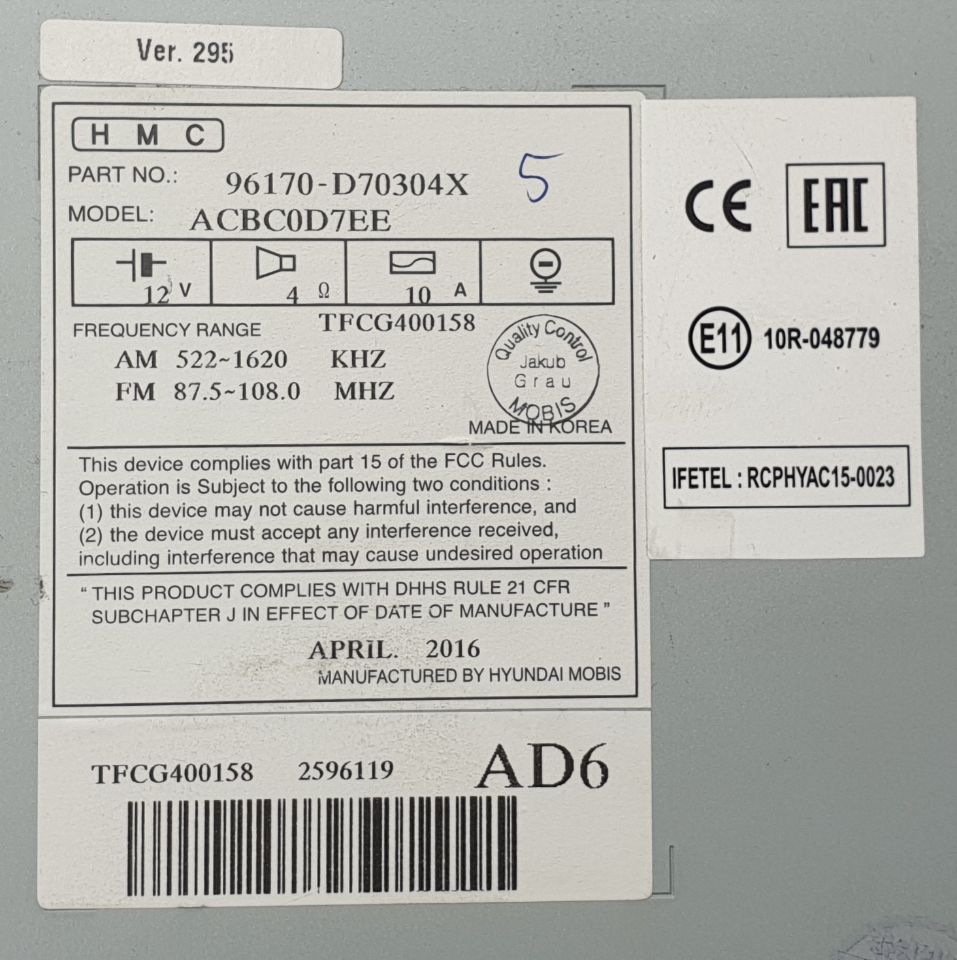 Ver. 295
HMC
PART NO.: 96170-D70304X 5
MODEL: ACBC0D7EE
12 V 4 Ω 10 A
FREQUENCY RANGE TFCG400158
AM 522~1620 KHZ
FM 87.5~108.0 MHZ
Quality Control
Jakub
Grau
MOBIS
MADE IN KOREA
This device complies with part 15 of the FCC Rules.
Operation is Subject to the following two conditions :
(1) this device may not cause harmful interference, and
(2) the device must accept any interference received,
including interference that may cause undesired operation
“ THIS PRODUCT COMPLIES WITH DHHS RULE 21 CFR
SUBCHAPTER J IN EFFECT OF DATE OF MANUFACTURE ”
APRIL. 2016
MANUFACTURED BY HYUNDAI MOBIS
TFCG400158 2596119 AD6
CE EAC
E11 10R-048779
IFETEL : RCPHYAC15-0023